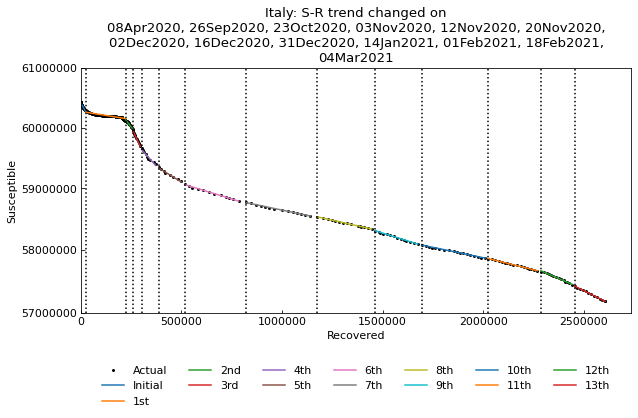 Italy: S-R trend changed on
08Apr2020, 26Sep2020, 23Oct2020, 03Nov2020, 12Nov2020, 20Nov2020,
02Dec2020, 16Dec2020, 31Dec2020, 14Jan2021, 01Feb2021, 18Feb2021,
04Mar2021
61000000
60000000
59000000
58000000
57000000
Susceptible
0 500000 1000000 1500000 2000000 2500000
Recovered
Actual 2nd 4th 6th 8th 10th 12th
Initial 3rd 5th 7th 9th 11th 13th
1st